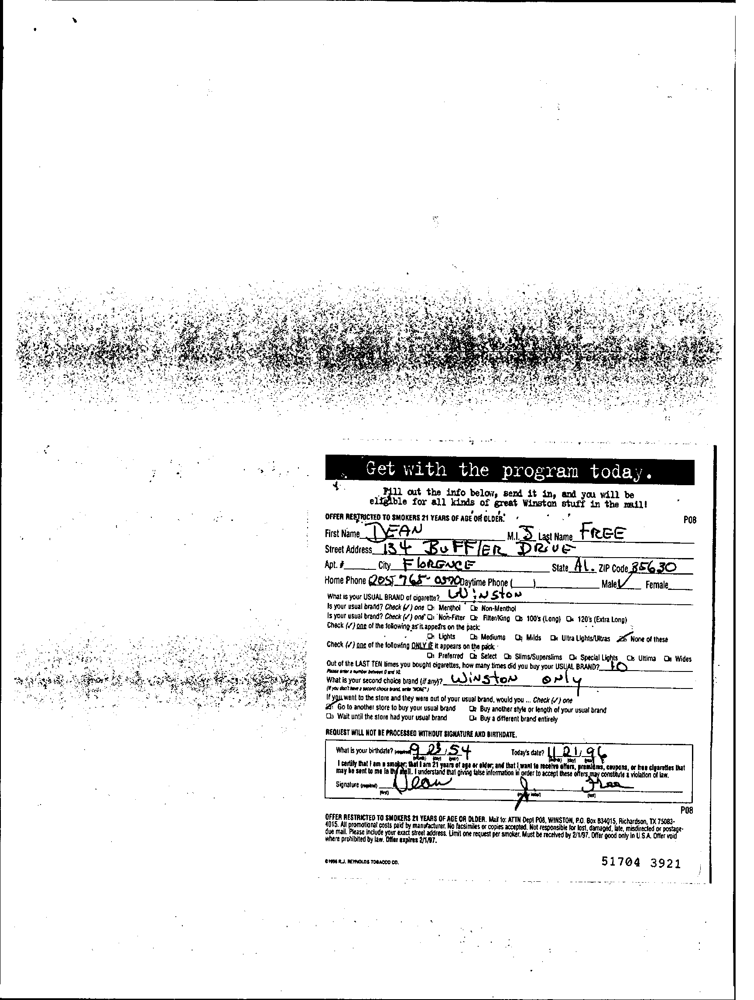 Get with the program today.
Fill out the info below, send it in, and you will be
eligible for all kinds of great Winston stuff in the mail!
OFFER RESTRICTED TO SMOKERS 21 YEARS OF AGE OR OLDER.
P08
First Name DEAN M.I. J Last Name FREE
Street Address 134 BUFFLER DRIVE
Apt. # City FLORENCE State AL. ZIP Code 35630
Home Phone (205) 765- Daytime Phone ( ) Male ✓ Female
What is your USUAL BRAND of cigarette? WINSTON
Is your usual brand? Check (✓) one Menthol Non-Menthol
Is your usual brand? Check (✓) one Non-Filter Filter/King 100's (Long) 120's (Extra Long)
Check (✓) one of the following as it appears on the pack:
Lights Mediums Milds Ultra Lights/Ultras None of these
Check (✓) one of the following ONLY if it appears on the pack
Preferred Select Slims/Superslims Special Lights Ultima Wides
Out of the LAST TEN times you bought cigarettes, how many times did you buy your USUAL BRAND? 10
Please enter a number between 0 and 10.
What is your second choice brand (if any)? WINSTON ONLY
(If you don't have a second choice brand, write "NONE")
If you went to the store and they were out of your usual brand, would you ... Check (✓) one
Go to another store to buy your usual brand Buy another style or length of your usual brand
Wait until the store had your usual brand Buy a different brand entirely
REQUEST WILL NOT BE PROCESSED WITHOUT SIGNATURE AND BIRTHDATE.
What is your birthdate? (required) 9 23 54 Today's date? 11 21 96
I certify that I am a smoker; that I am 21 years of age or older; and that I want to receive offers, premiums, coupons, or free cigarettes that
may be sent to me in the mail. I understand that giving false information in order to accept these offers may constitute a violation of law.
Signature (required) Dean J Free
P08
OFFER RESTRICTED TO SMOKERS 21 YEARS OF AGE OR OLDER. Mail to: ATTN Dept P08, WINSTON, P.O. Box 834015, Richardson, TX 75083-
4015. All promotional costs paid by manufacturer. No facsimiles or copies accepted. Not responsible for lost, damaged, late, misdirected or postage-
due mail. Please include your exact street address. Limit one request per smoker. Must be received by 2/1/97. Offer good only in U.S.A. Offer void
where prohibited by law. Offer expires 2/1/97.
©1996 R.J. REYNOLDS TOBACCO CO.
51704 3921